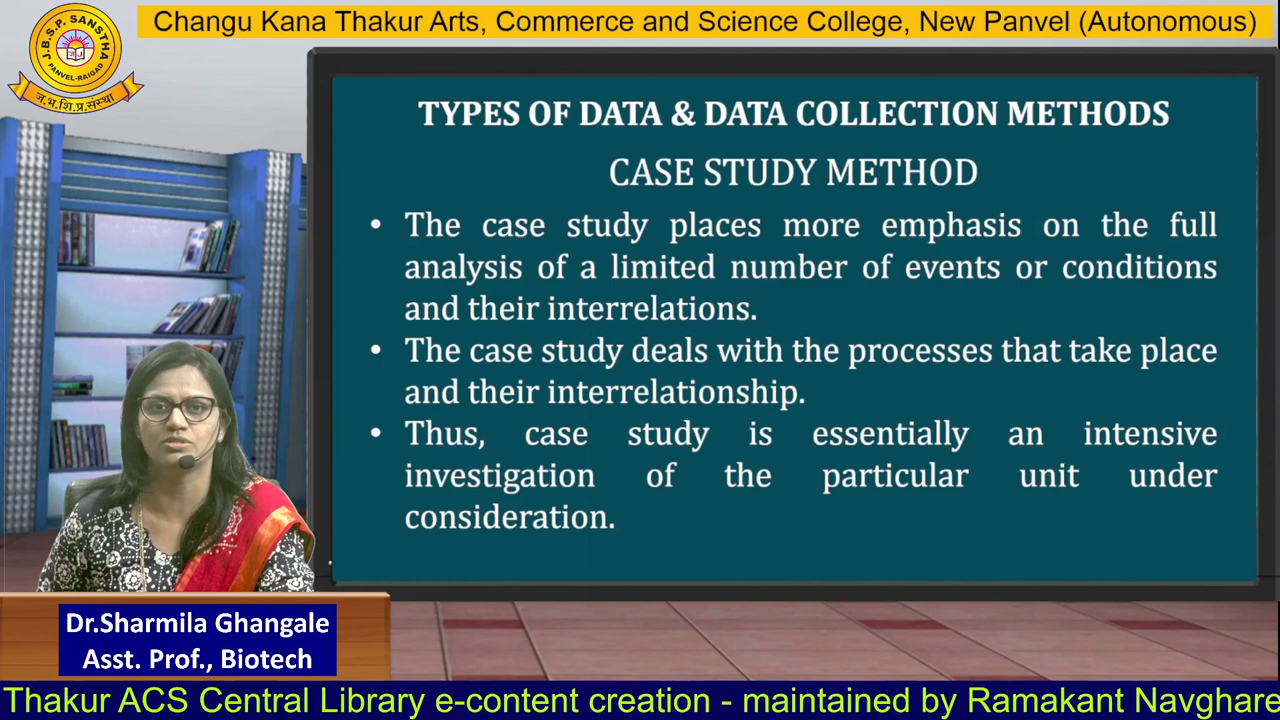 Changu Kana Thakur Arts, Commerce and Science College, New Panvel (Autonomous)
J.B.S.P. SANSTHA
PANVEL-RAIGAD
ज.भ.शि.प्र.संस्था
TYPES OF DATA & DATA COLLECTION METHODS
CASE STUDY METHOD
• The case study places more emphasis on the full
analysis of a limited number of events or conditions
and their interrelations.
• The case study deals with the processes that take place
and their interrelationship.
• Thus, case study is essentially an intensive
investigation of the particular unit under
consideration.
Dr.Sharmila Ghangale
Asst. Prof., Biotech
Thakur ACS Central Library e-content creation - maintained by Ramakant Navghare